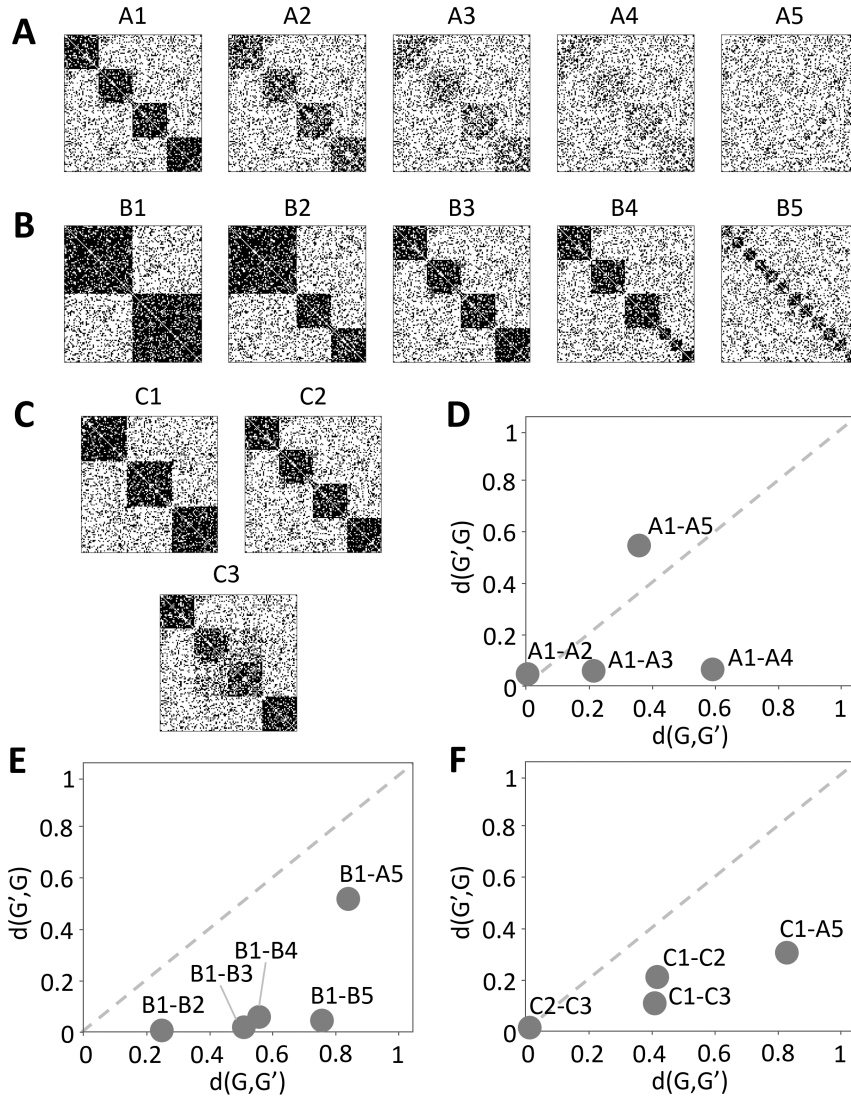 A
A1 A2 A3 A4 A5
B
B1 B2 B3 B4 B5
C
C1 C2
C3
D
1
0.8
0.6
0.4
0.2
0
d(G’,G)
A1-A5
A1-A2
A1-A3
A1-A4
0 0.2 0.4 0.6 0.8 1
d(G,G’)
E
1
0.8
0.6
0.4
0.2
0
d(G’,G)
B1-A5
B1-B4
B1-B3
B1-B2
B1-B5
0 0.2 0.4 0.6 0.8 1
d(G,G’)
F
1
0.8
0.6
0.4
0.2
0
d(G’,G)
C1-A5
C1-C2
C1-C3
C2-C3
0 0.2 0.4 0.6 0.8 1
d(G,G’)